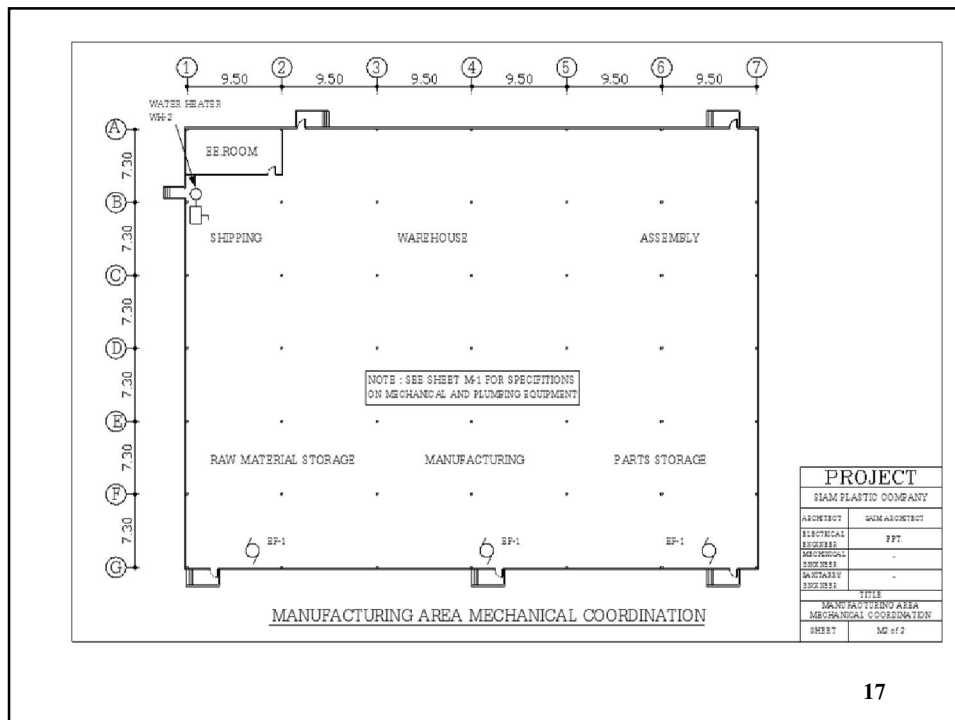 1 2 3 4 5 6 7
9.50 9.50 9.50 9.50 9.50 9.50
WATER HEATER
WH-2
A
7.30
EE.ROOM
B
7.30
SHIPPING WAREHOUSE ASSEMBLY
C
7.30
D
7.30
NOTE : SEE SHEET M-1 FOR SPECIFITIONS
ON MECHANICAL AND PLUMBING EQUIPMENT
E
7.30
RAW MATERIAL STORAGE MANUFACTURING PARTS STORAGE
F
7.30
EF-1 EF-1 EF-1
G
MANUFACTURING AREA MECHANICAL COORDINATION
PROJECT
SIAM PLASTIC COMPANY
ARCHITECT SAIM ARCHITECT
ELECTRICAL
ENGINEER PPT.
MECHENICAL
ENGINEER -
SANITARRY
ENGINEER -
TITLE
MANUFACTURING AREA
MECHANICAL COORDINATION
SHEET M2 of 2
17